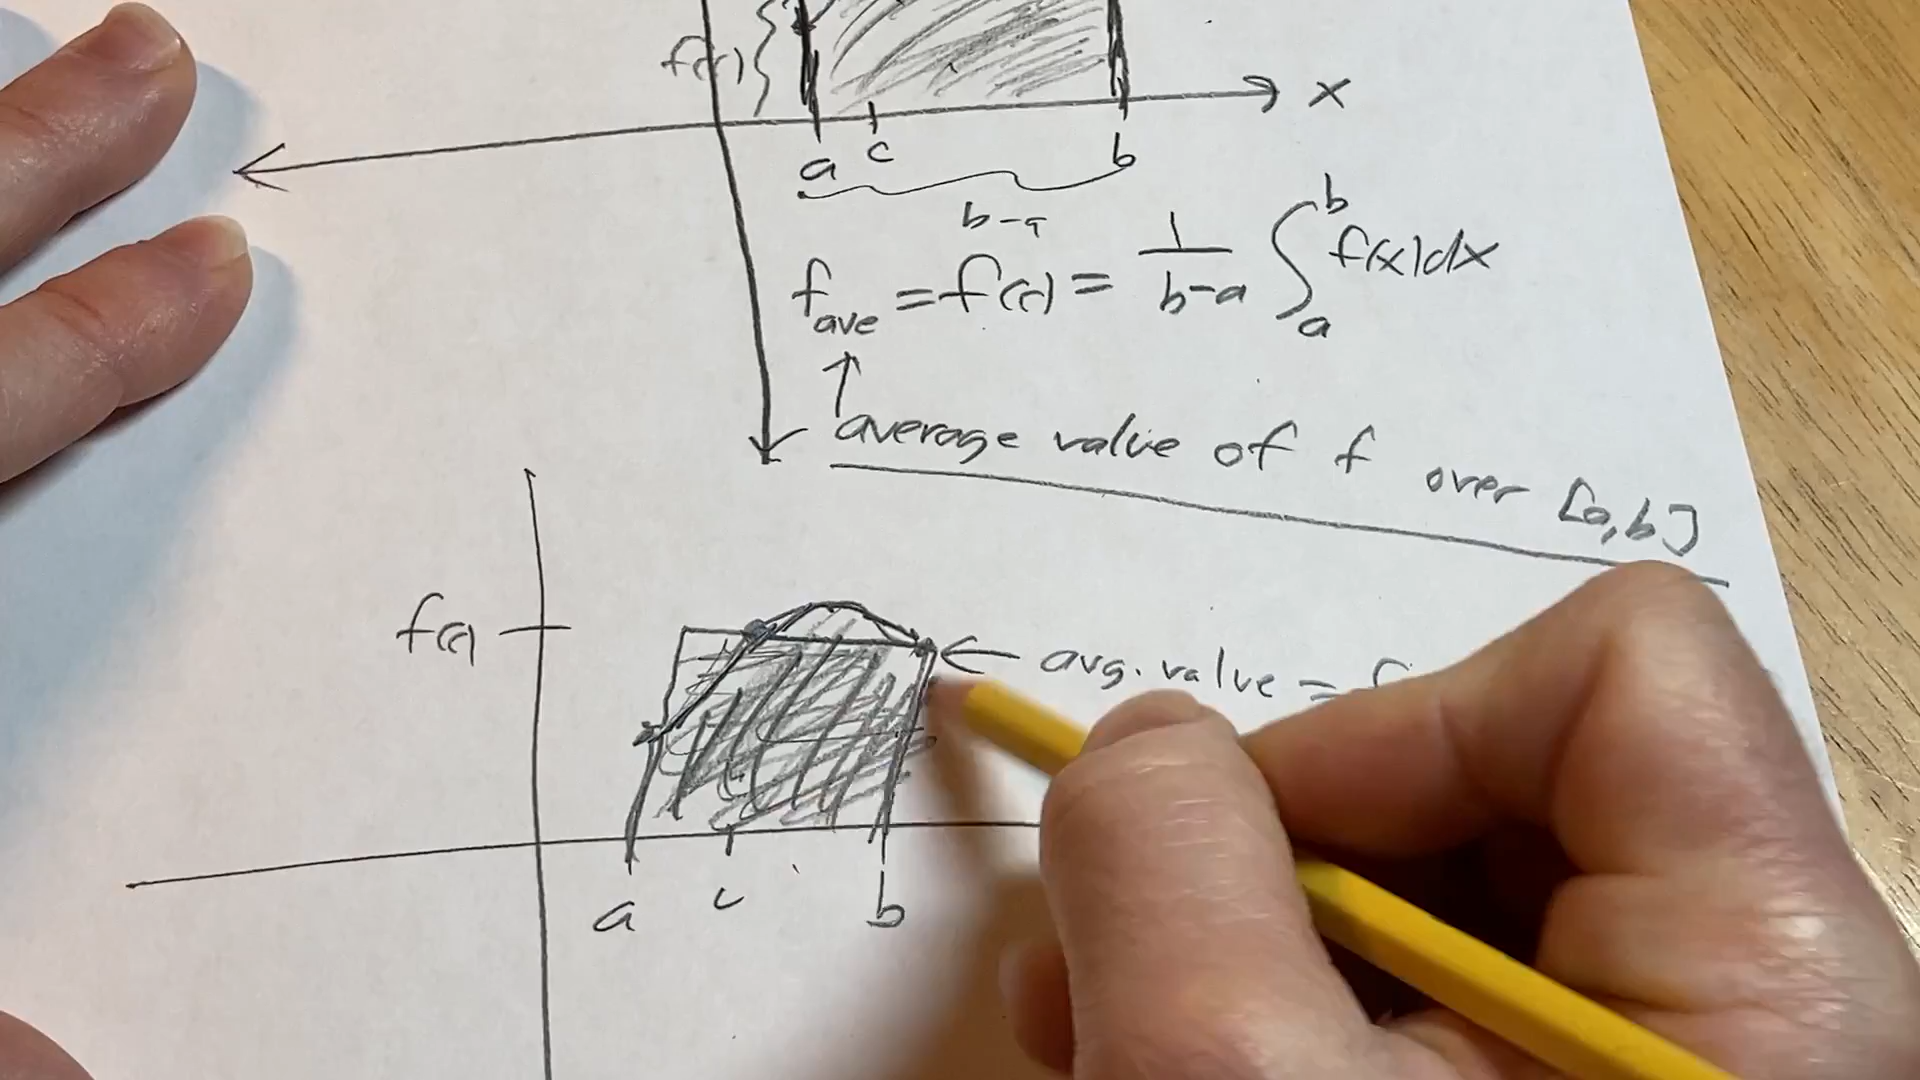 f(c)
x
a c b
b-a
f_ave = f(c) = 1/(b-a) ∫_a^b f(x)dx
↑
average value of f over [a,b]
f(c)
← avg. value = f
a c b